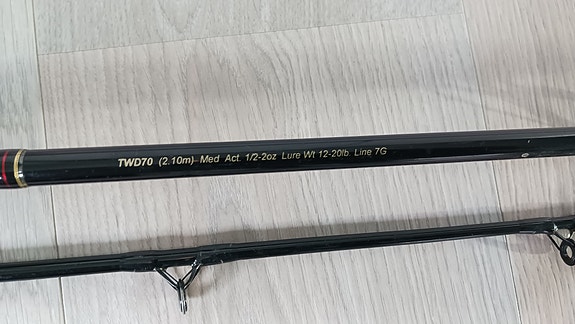 TWD70 (2.10m) Med Act. 1/2-2oz Lure Wt 12-20lb. Line 7G